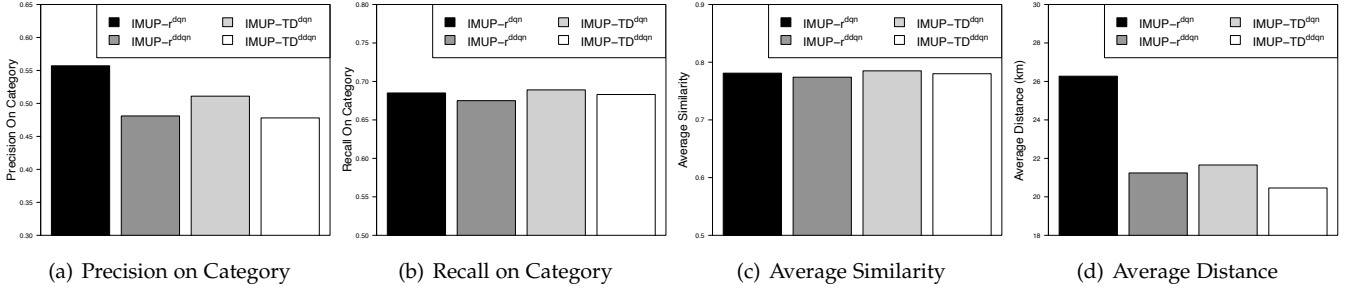 Precision On Category
0.65
0.60
0.55
0.50
0.45
0.40
0.35
0.30
IMUP-r^dqn
IMUP-r^ddqn
IMUP-TD^dqn
IMUP-TD^ddqn
(a) Precision on Category
Recall On Category
0.80
0.75
0.70
0.65
0.60
0.55
0.50
IMUP-r^dqn
IMUP-r^ddqn
IMUP-TD^dqn
IMUP-TD^ddqn
(b) Recall on Category
Average Similarity
0.9
0.8
0.7
0.6
0.5
IMUP-r^dqn
IMUP-r^ddqn
IMUP-TD^dqn
IMUP-TD^ddqn
(c) Average Similarity
Average Distance (km)
30
28
26
24
22
20
18
IMUP-r^dqn
IMUP-r^ddqn
IMUP-TD^dqn
IMUP-TD^ddqn
(d) Average Distance